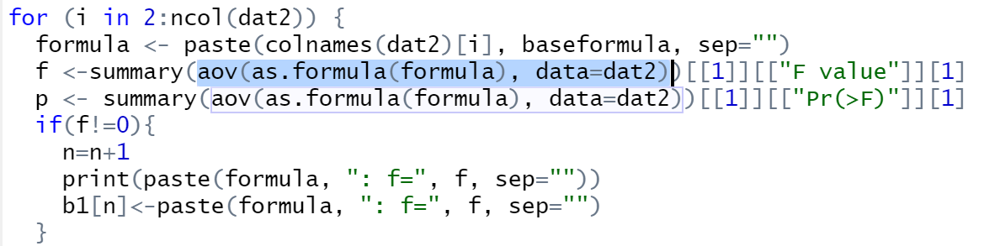 for (i in 2:ncol(dat2)) {
  formula <- paste(colnames(dat2)[i], baseformula, sep="")
  f <-summary(aov(as.formula(formula), data=dat2))[[1]][["F value"]][1]
  p <- summary(aov(as.formula(formula), data=dat2))[[1]][["Pr(>F)"]][1]
  if(f!=0){
    n=n+1
    print(paste(formula, ": f=", f, sep=""))
    b1[n]<-paste(formula, ": f=", f, sep="")
  }